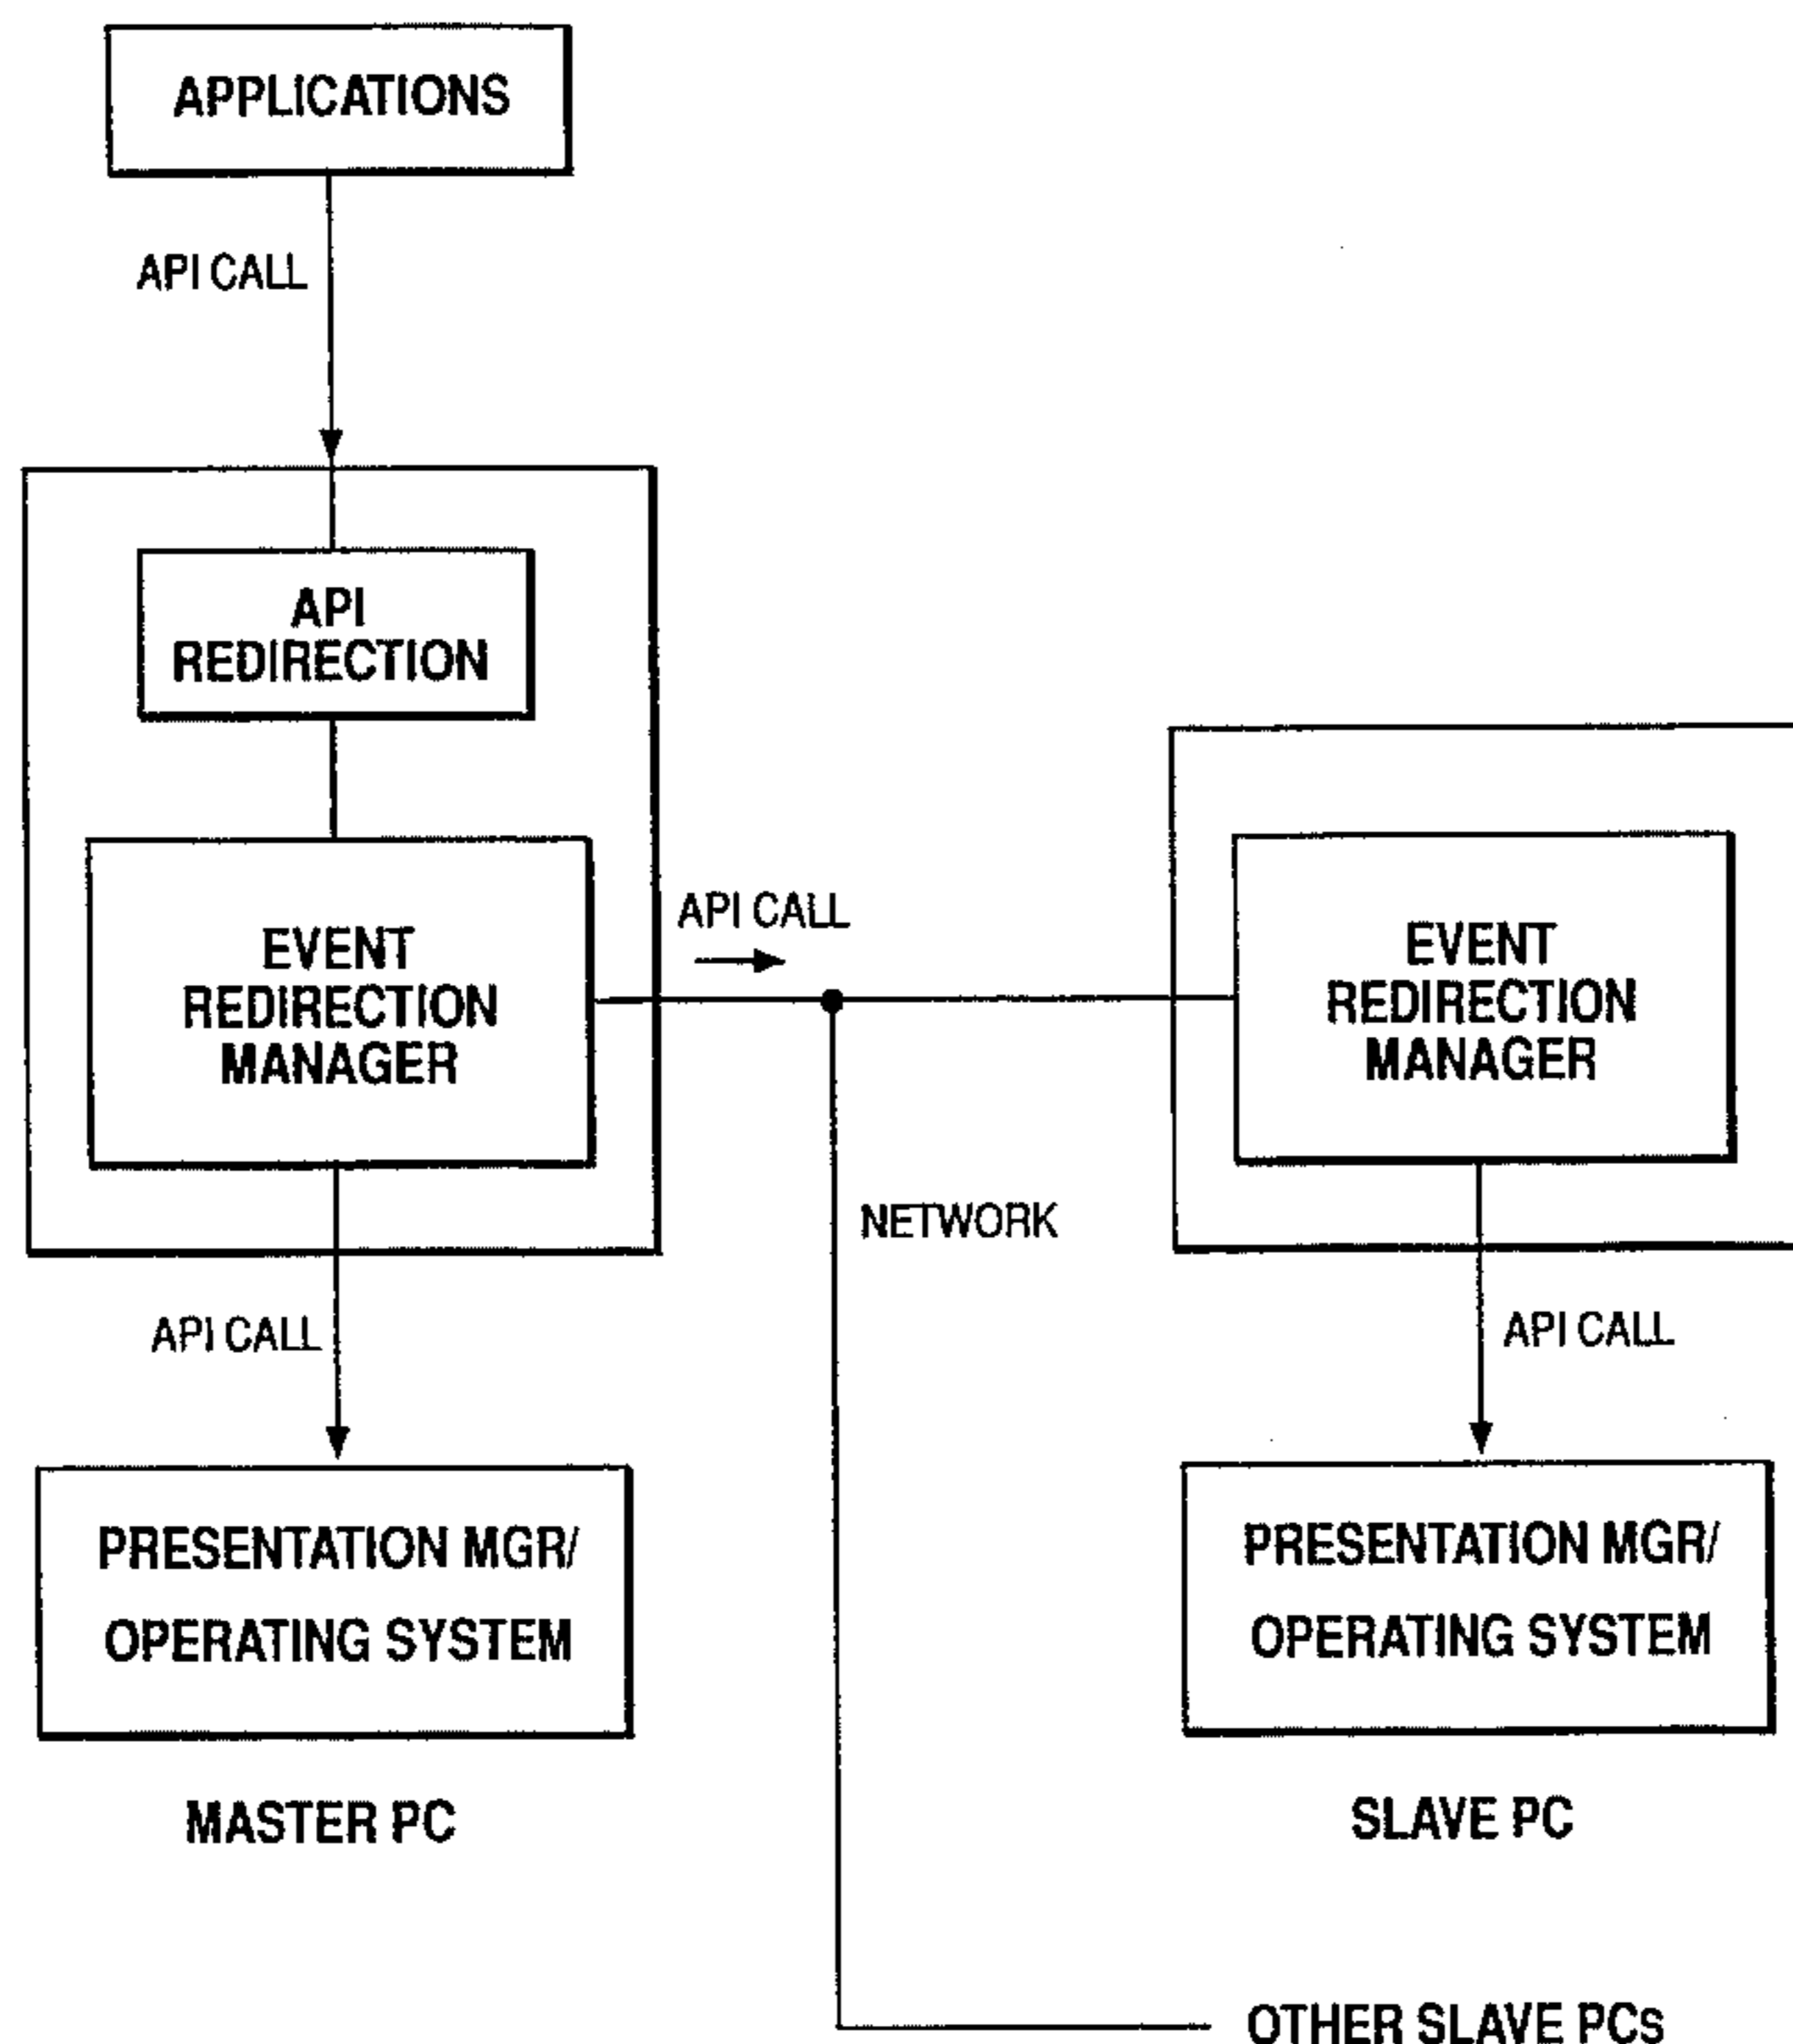 APPLICATIONS
API CALL
API
REDIRECTION
EVENT
REDIRECTION
MANAGER
API CALL
EVENT
REDIRECTION
MANAGER
NETWORK
API CALL
API CALL
PRESENTATION MGR/
OPERATING SYSTEM
PRESENTATION MGR/
OPERATING SYSTEM
MASTER PC
SLAVE PC
OTHER SLAVE PCs